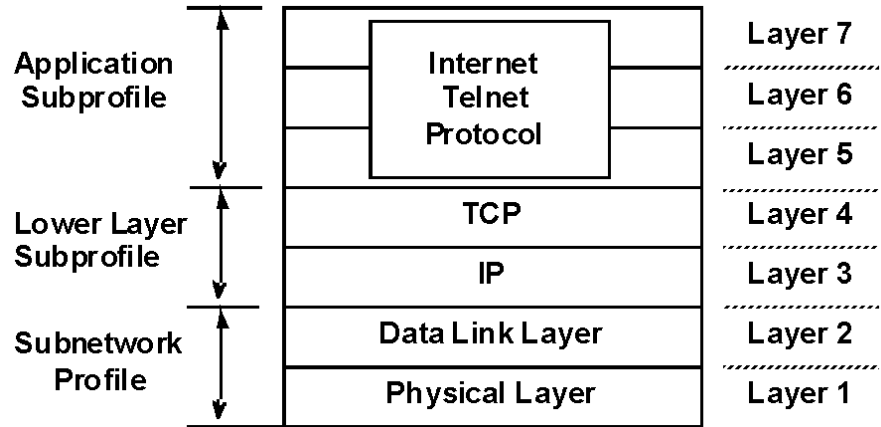 Application
Subprofile
Lower Layer
Subprofile
Subnetwork
Profile
Internet
Telnet
Protocol
TCP
IP
Data Link Layer
Physical Layer
Layer 7
Layer 6
Layer 5
Layer 4
Layer 3
Layer 2
Layer 1